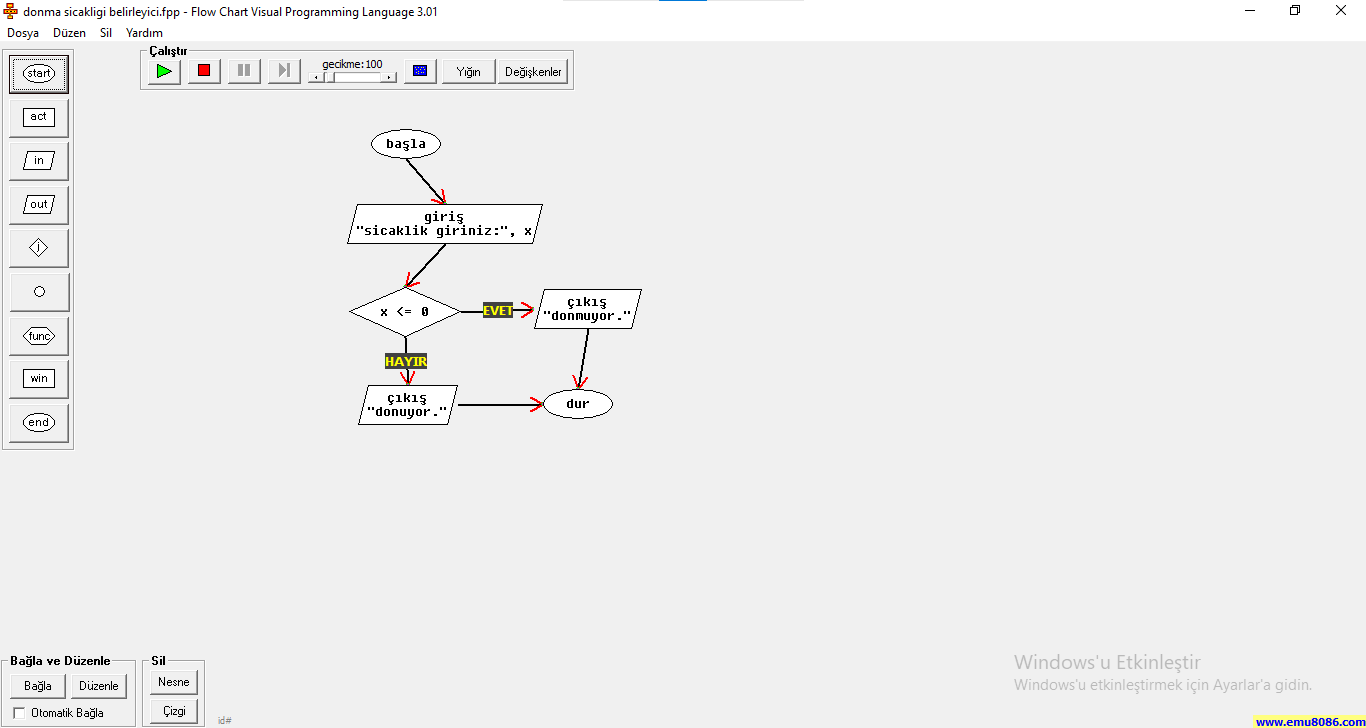 donma sicakligi belirleyici.fpp - Flow Chart Visual Programming Language 3.01
Dosya Düzen Sil Yardım
Çalıştır
gecikme:100
Yığın
Değişkenler
start
act
in
out
j
func
win
end
başla
giriş
"sicaklik giriniz:", x
x <= 0
EVET
çıkış
"donmuyor."
HAYIR
çıkış
"donuyor."
dur
Bağla ve Düzenle
Bağla
Düzenle
Otomatik Bağla
Sil
Nesne
Çizgi
id#
Windows'u Etkinleştir
Windows'u etkinleştirmek için Ayarlar'a gidin.
www.emu8086.com